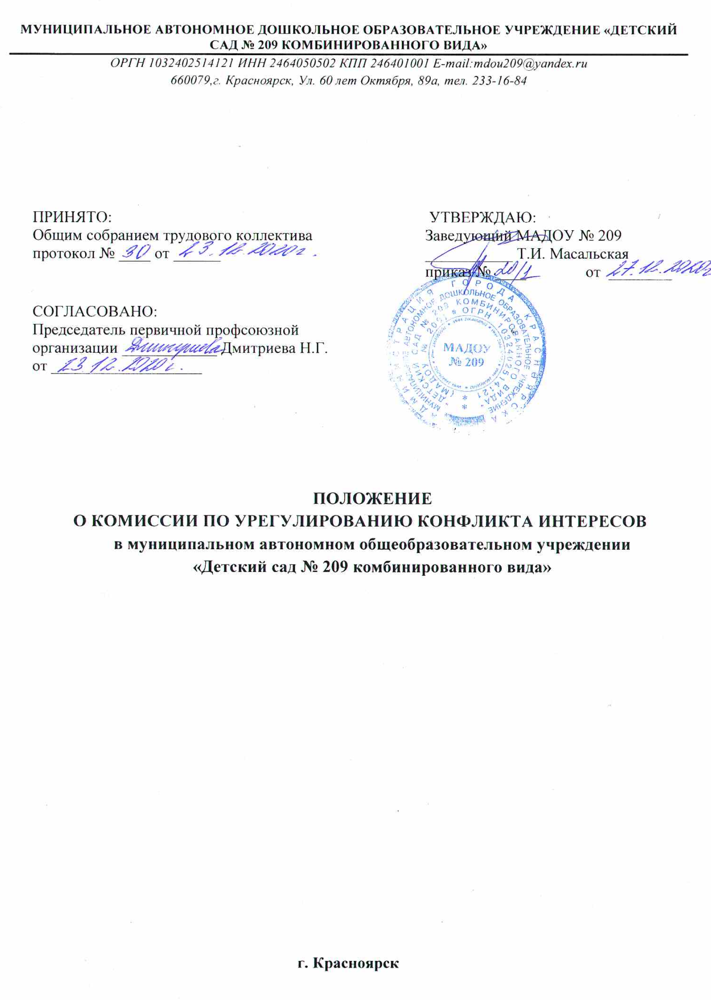 МУНИЦИПАЛЬНОЕ АВТОНОМНОЕ ДОШКОЛЬНОЕ ОБРАЗОВАТЕЛЬНОЕ УЧРЕЖДЕНИЕ «ДЕТСКИЙ
САД № 209 КОМБИНИРОВАННОГО ВИДА»
ОРГН 1032402514121 ИНН 2464050502 КПП 246401001 E-mail:mdou209@yandex.ru
660079,г. Красноярск, Ул. 60 лет Октября, 89а, тел. 233-16-84
ПРИНЯТО:
Общим собранием трудового коллектива
протокол № 30 от 23.12.2020г.
СОГЛАСОВАНО:
Председатель первичной профсоюзной
организации Дмитриева Дмитриева Н.Г.
от 23.12.2020г.
УТВЕРЖДАЮ:
Заведующий МАДОУ № 209
Т.И. Масальская
приказ № 20/1 от 27.12.2020г
АДМИНИСТРАЦИЯ ГОРОДА КРАСНОЯРСКА
МУНИЦИПАЛЬНОЕ АВТОНОМНОЕ ДОШКОЛЬНОЕ ОБРАЗОВАТЕЛЬНОЕ УЧРЕЖДЕНИЕ
"ДЕТСКИЙ САД № 209 КОМБИНИРОВАННОГО ВИДА"
(МАДОУ № 209) * ОГРН 1032402514121 *
МАДОУ
№ 209
ПОЛОЖЕНИЕ
О КОМИССИИ ПО УРЕГУЛИРОВАНИЮ КОНФЛИКТА ИНТЕРЕСОВ
в муниципальном автономном общеобразовательном учреждении
«Детский сад № 209 комбинированного вида»
г. Красноярск